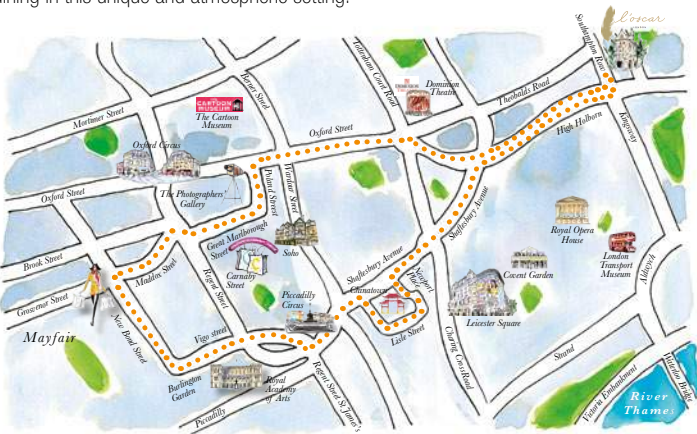 dining in this unique and atmospheric setting.
l'oscar
Southampton Row
Tottenham Court Road
Berner Street
Dominion
Theatre
Theobalds Road
CARTOON
MUSEUM
The Cartoon
Museum
Mortimer Street
Oxford Street
High Holborn
Kingsway
Oxford Circus
The Photographers'
Gallery
Poland Street
Wardour Street
Oxford Street
Shaftesbury Avenue
Royal Opera
House
Great Marlborough
Street
Soho
London
Transport
Museum
Aldwych
Brook Street
Maddox Street
Carnaby
Street
Shaftesbury Avenue
Newport
Place
Covent Garden
Grosvenor Street
Regent Street
Piccadilly
Circus
Chinatown
Leicester Square
Mayfair
New Bond Street
Vigo street
Lisle Street
Charing Cross Road
Strand
Burlington
Garden
Royal
Academy
of Arts
Regent Street St. James's
Victoria Embankment
Waterloo Bridge
Piccadilly
River
Thames